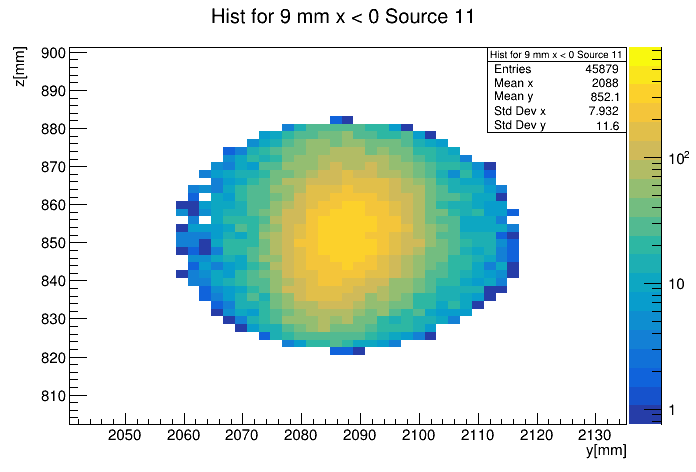 Hist for 9 mm x < 0 Source 11
z[mm]
Hist for 9 mm x < 0 Source 11
Entries 45879
Mean x 2088
Mean y 852.1
Std Dev x 7.932
Std Dev y 11.6
900
890
880
870
860
850
840
830
820
810
2050 2060 2070 2080 2090 2100 2110 2120 2130
y[mm]
10²
10
1